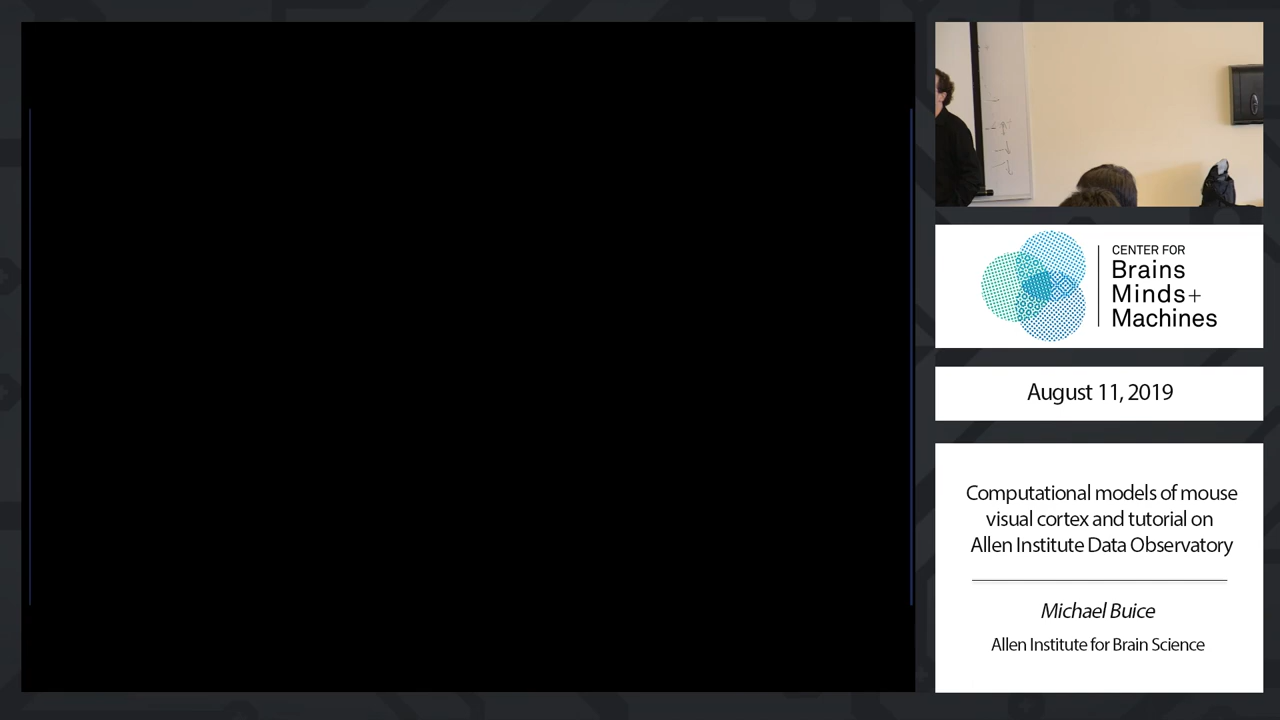 CENTER FOR
Brains
Minds+
Machines
August 11, 2019
Computational models of mouse
visual cortex and tutorial on
Allen Institute Data Observatory
Michael Buice
Allen Institute for Brain Science